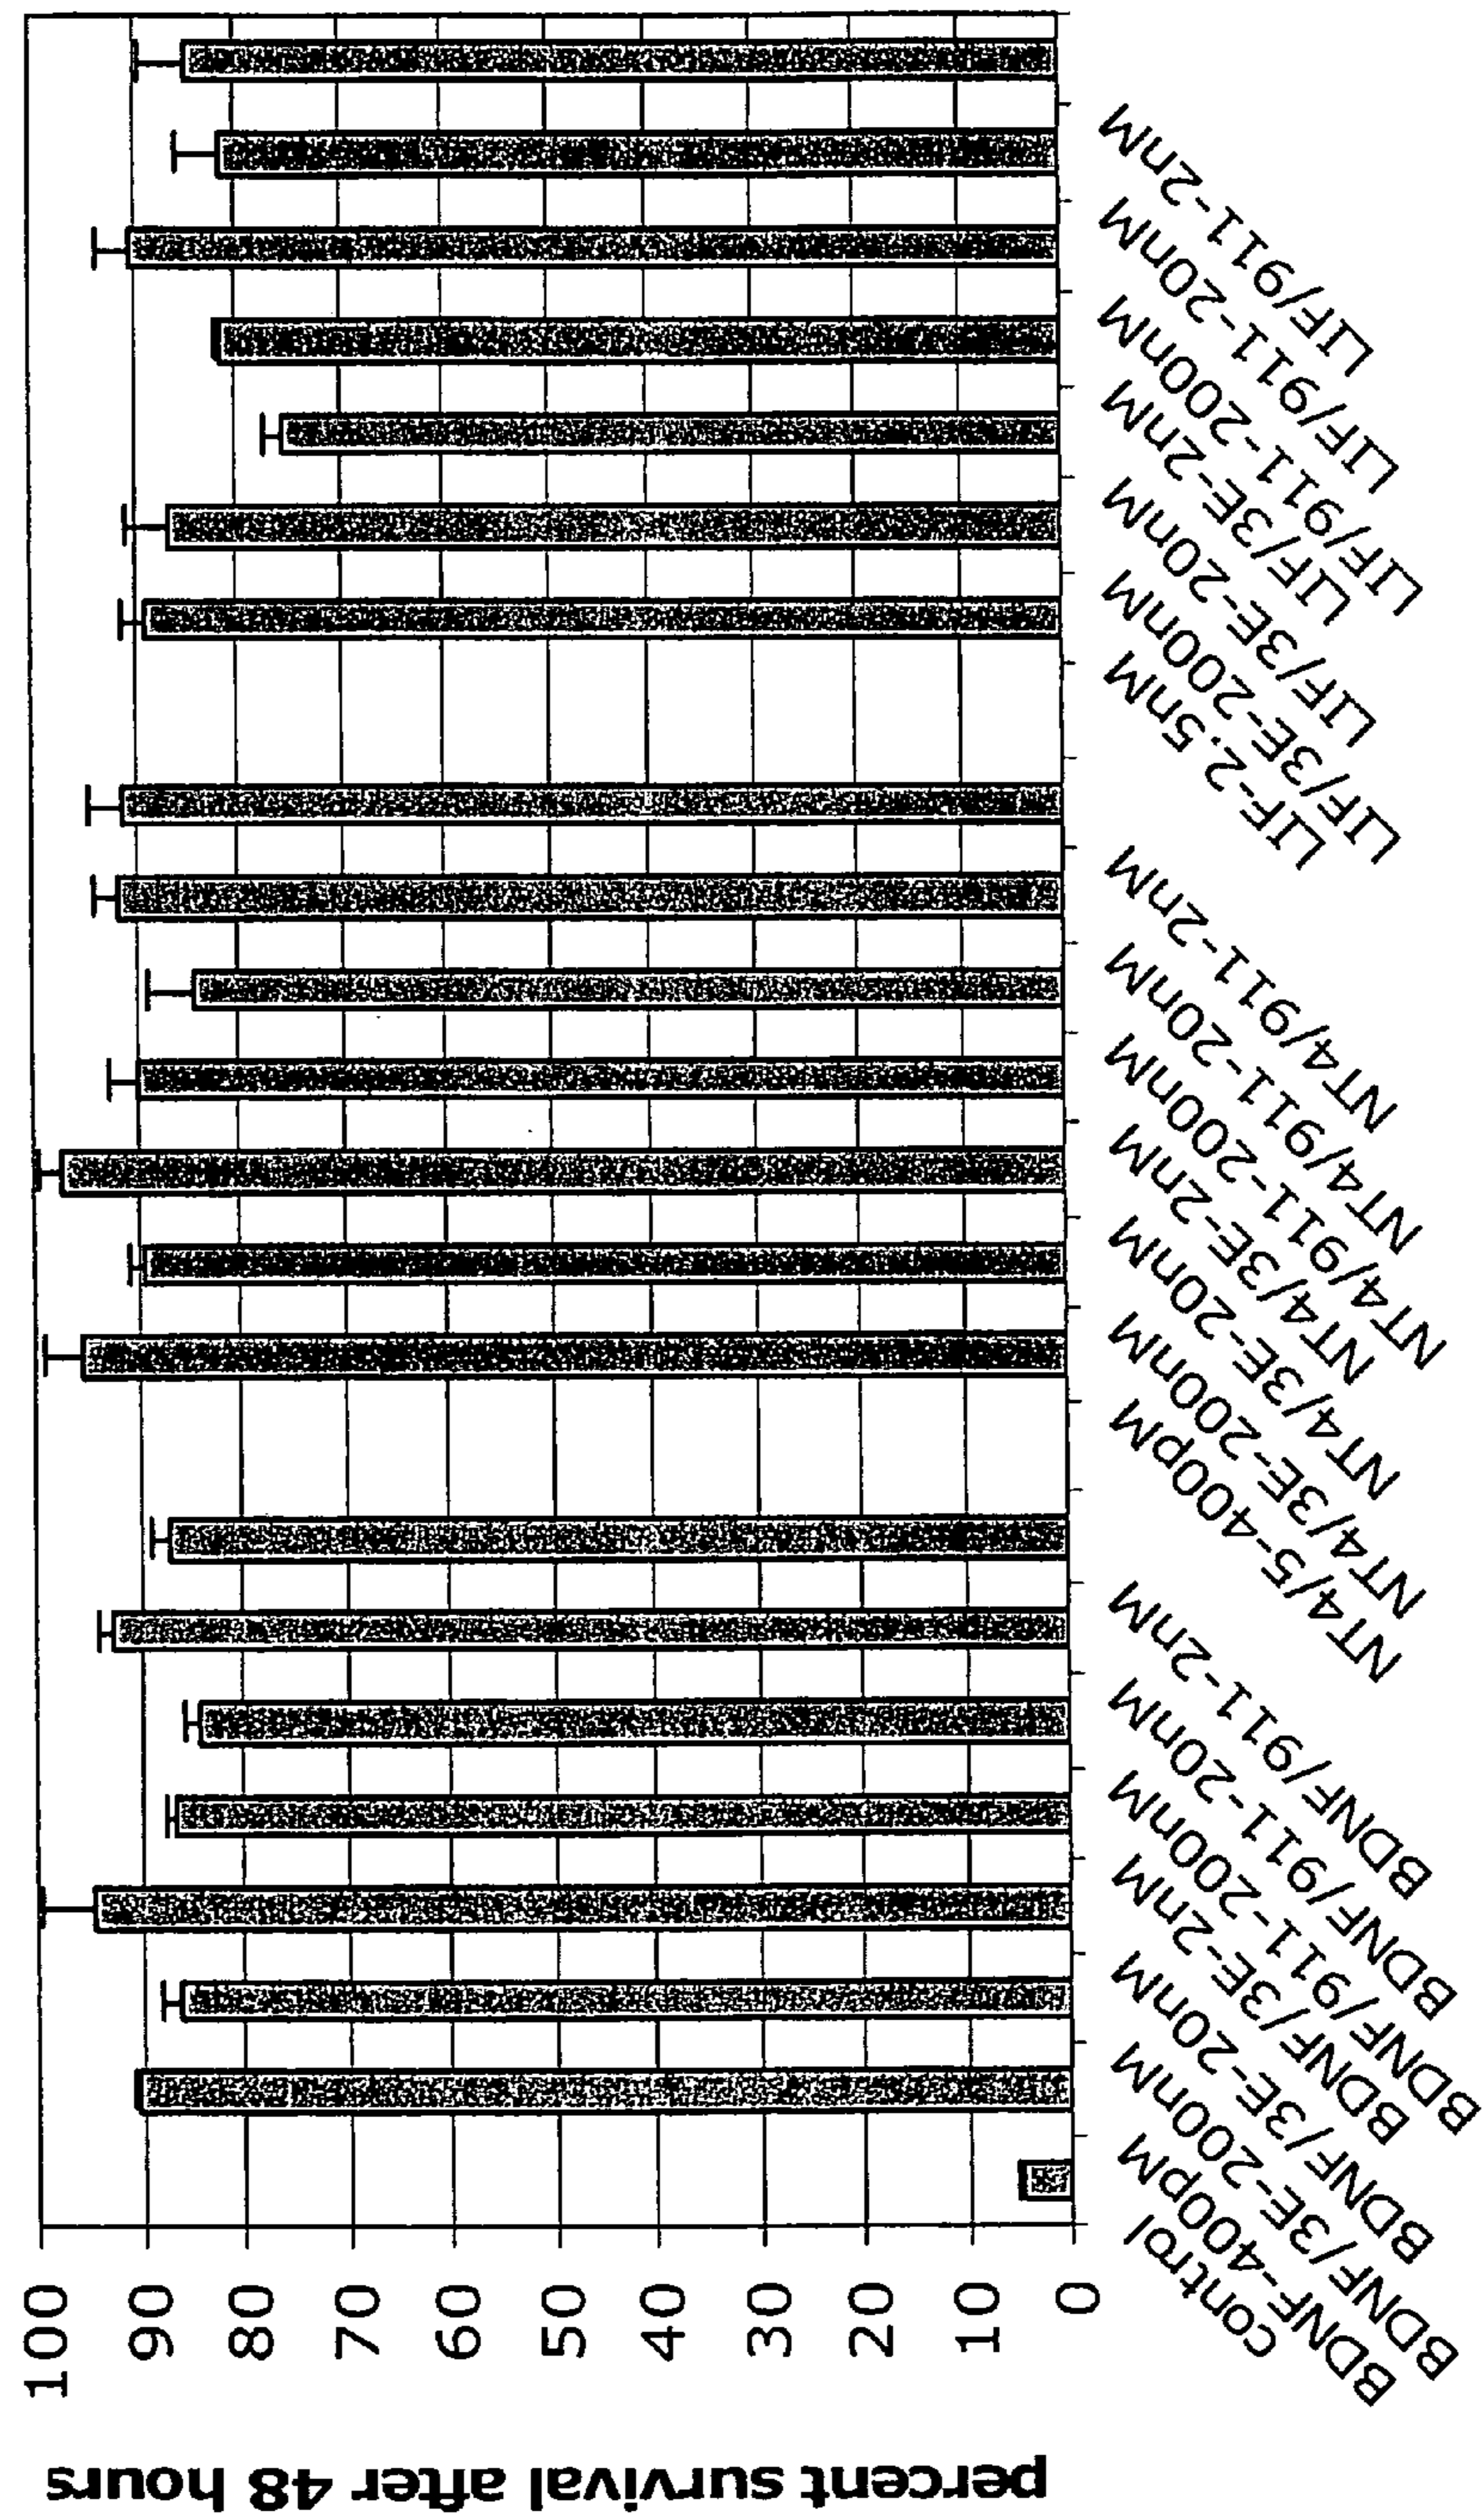 percent survival after 48 hours
100
90
80
70
60
50
40
30
20
10
0
control
BDNF-400pM
BDNF/3E-200nM
BDNF/3E-20nM
BDNF/3E-2nM
BDNF/911-200nM
BDNF/911-20nM
BDNF/911-2nM
NT4/5-400pM
NT4/3E-200nM
NT4/3E-20nM
NT4/3E-2nM
NT4/911-200nM
NT4/911-20nM
NT4/911-2nM
LIF-2.5nM
LIF/3E-200nM
LIF/3E-20nM
LIF/3E-2nM
LIF/911-200nM
LIF/911-20nM
LIF/911-2nM